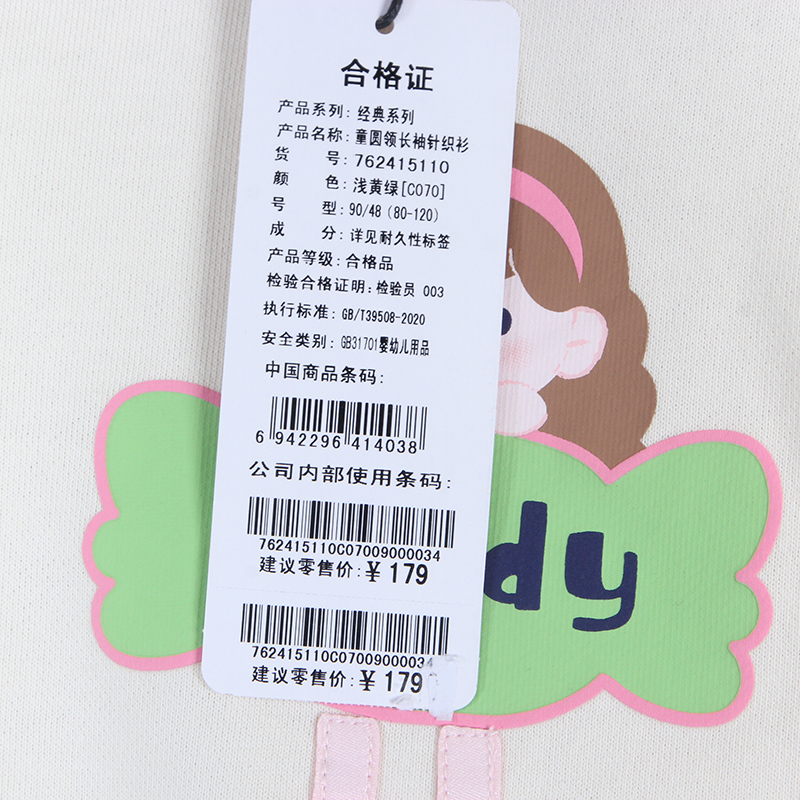 合格证
产品系列: 经典系列
产品名称: 童圆领长袖针织衫
货 号: 762415110
颜 色: 浅黄绿[C070]
号 型: 90/48 (80-120)
成 分: 详见耐久性标签
产品等级: 合格品
检验合格证明: 检验员 003
执行标准: GB/T39508-2020
安全类别: GB31701婴幼儿用品
中国商品条码:
6 942296 414038
公司内部使用条码:
762415110C07009000034
建议零售价: ¥ 179
762415110C07009000034
建议零售价: ¥ 179
dy